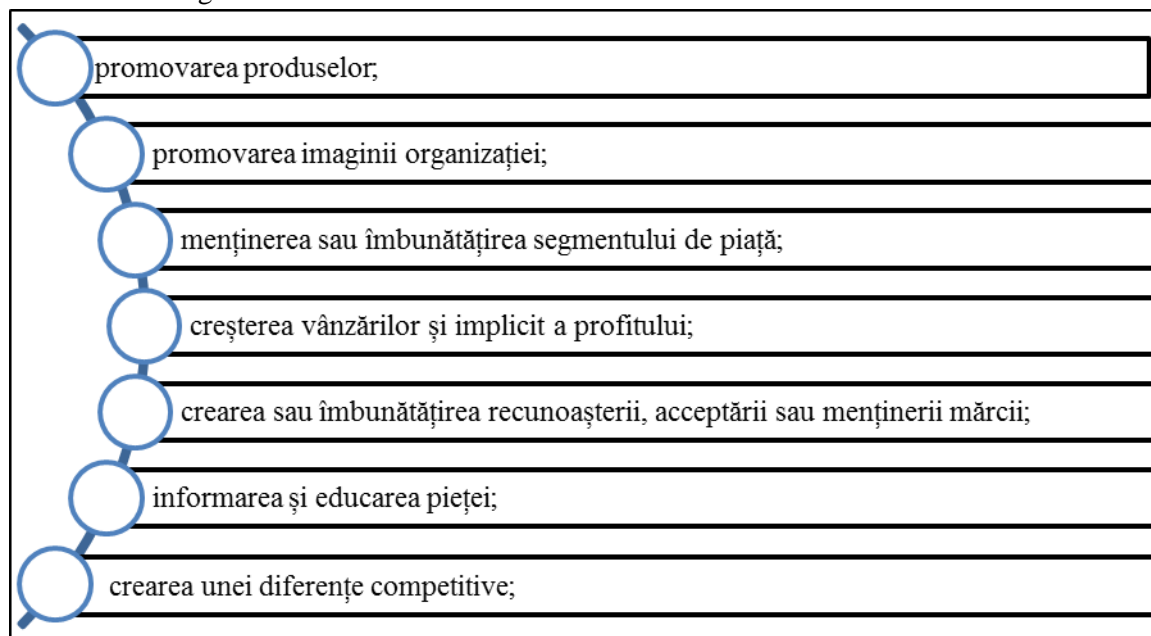 promovarea produselor;
promovarea imaginii organizației;
menținerea sau îmbunătățirea segmentului de piață;
creșterea vânzărilor și implicit a profitului;
crearea sau îmbunătățirea recunoașterii, acceptării sau menținerii mărcii;
informarea și educarea pieței;
crearea unei diferențe competitive;